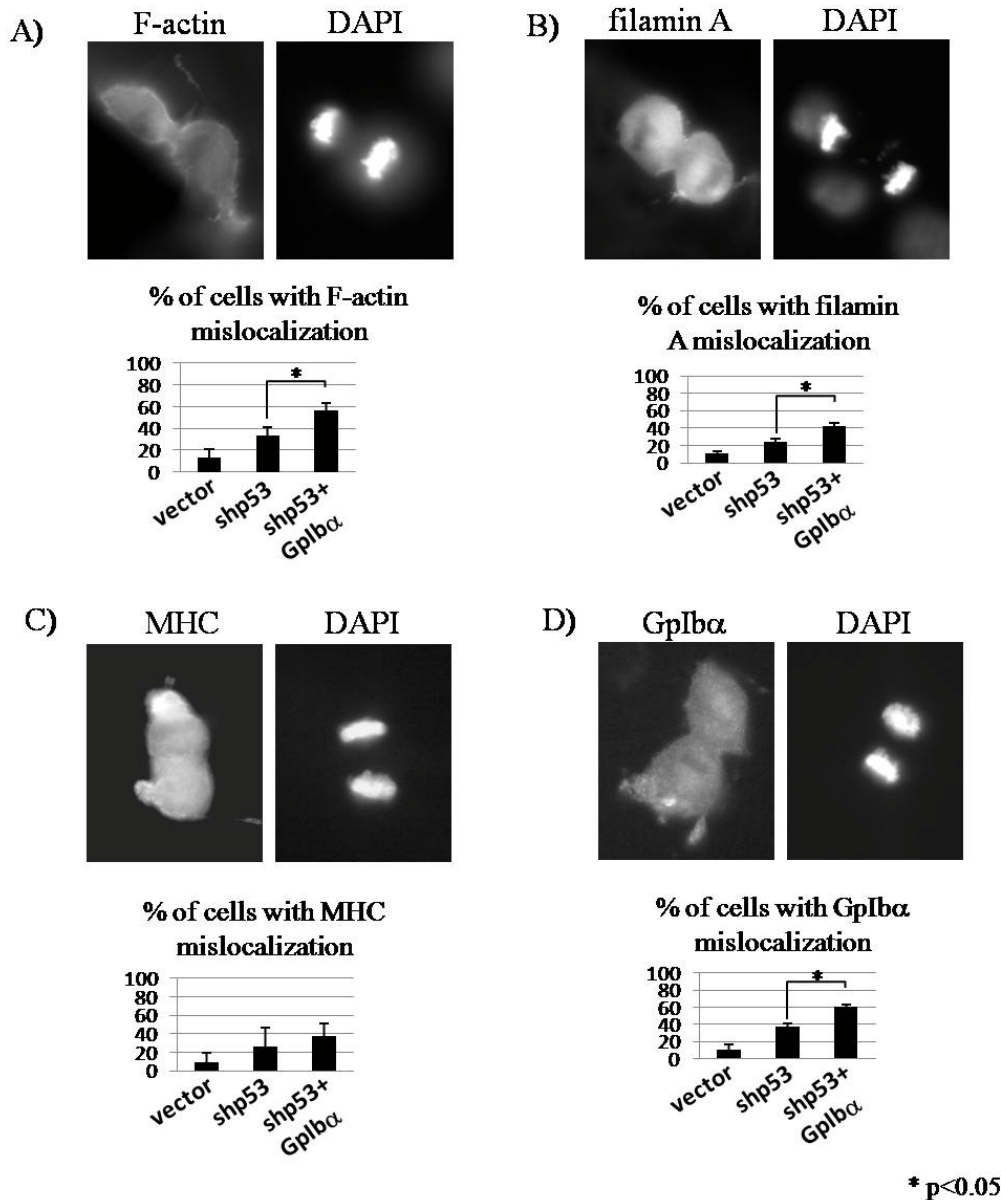 A)
F-actin DAPI
% of cells with F-actin
mislocalization
100
80
60
40
20
0
*
vector
shp53
shp53+
GpIbα
B)
filamin A DAPI
% of cells with filamin
A mislocalization
100
80
60
40
20
0
*
vector
shp53
shp53+
GpIbα
C)
MHC DAPI
% of cells with MHC
mislocalization
100
80
60
40
20
0
vector
shp53
shp53+
GpIbα
D)
GpIbα DAPI
% of cells with GpIbα
mislocalization
100
80
60
40
20
0
*
vector
shp53
shp53+
GpIbα
* p<0.05